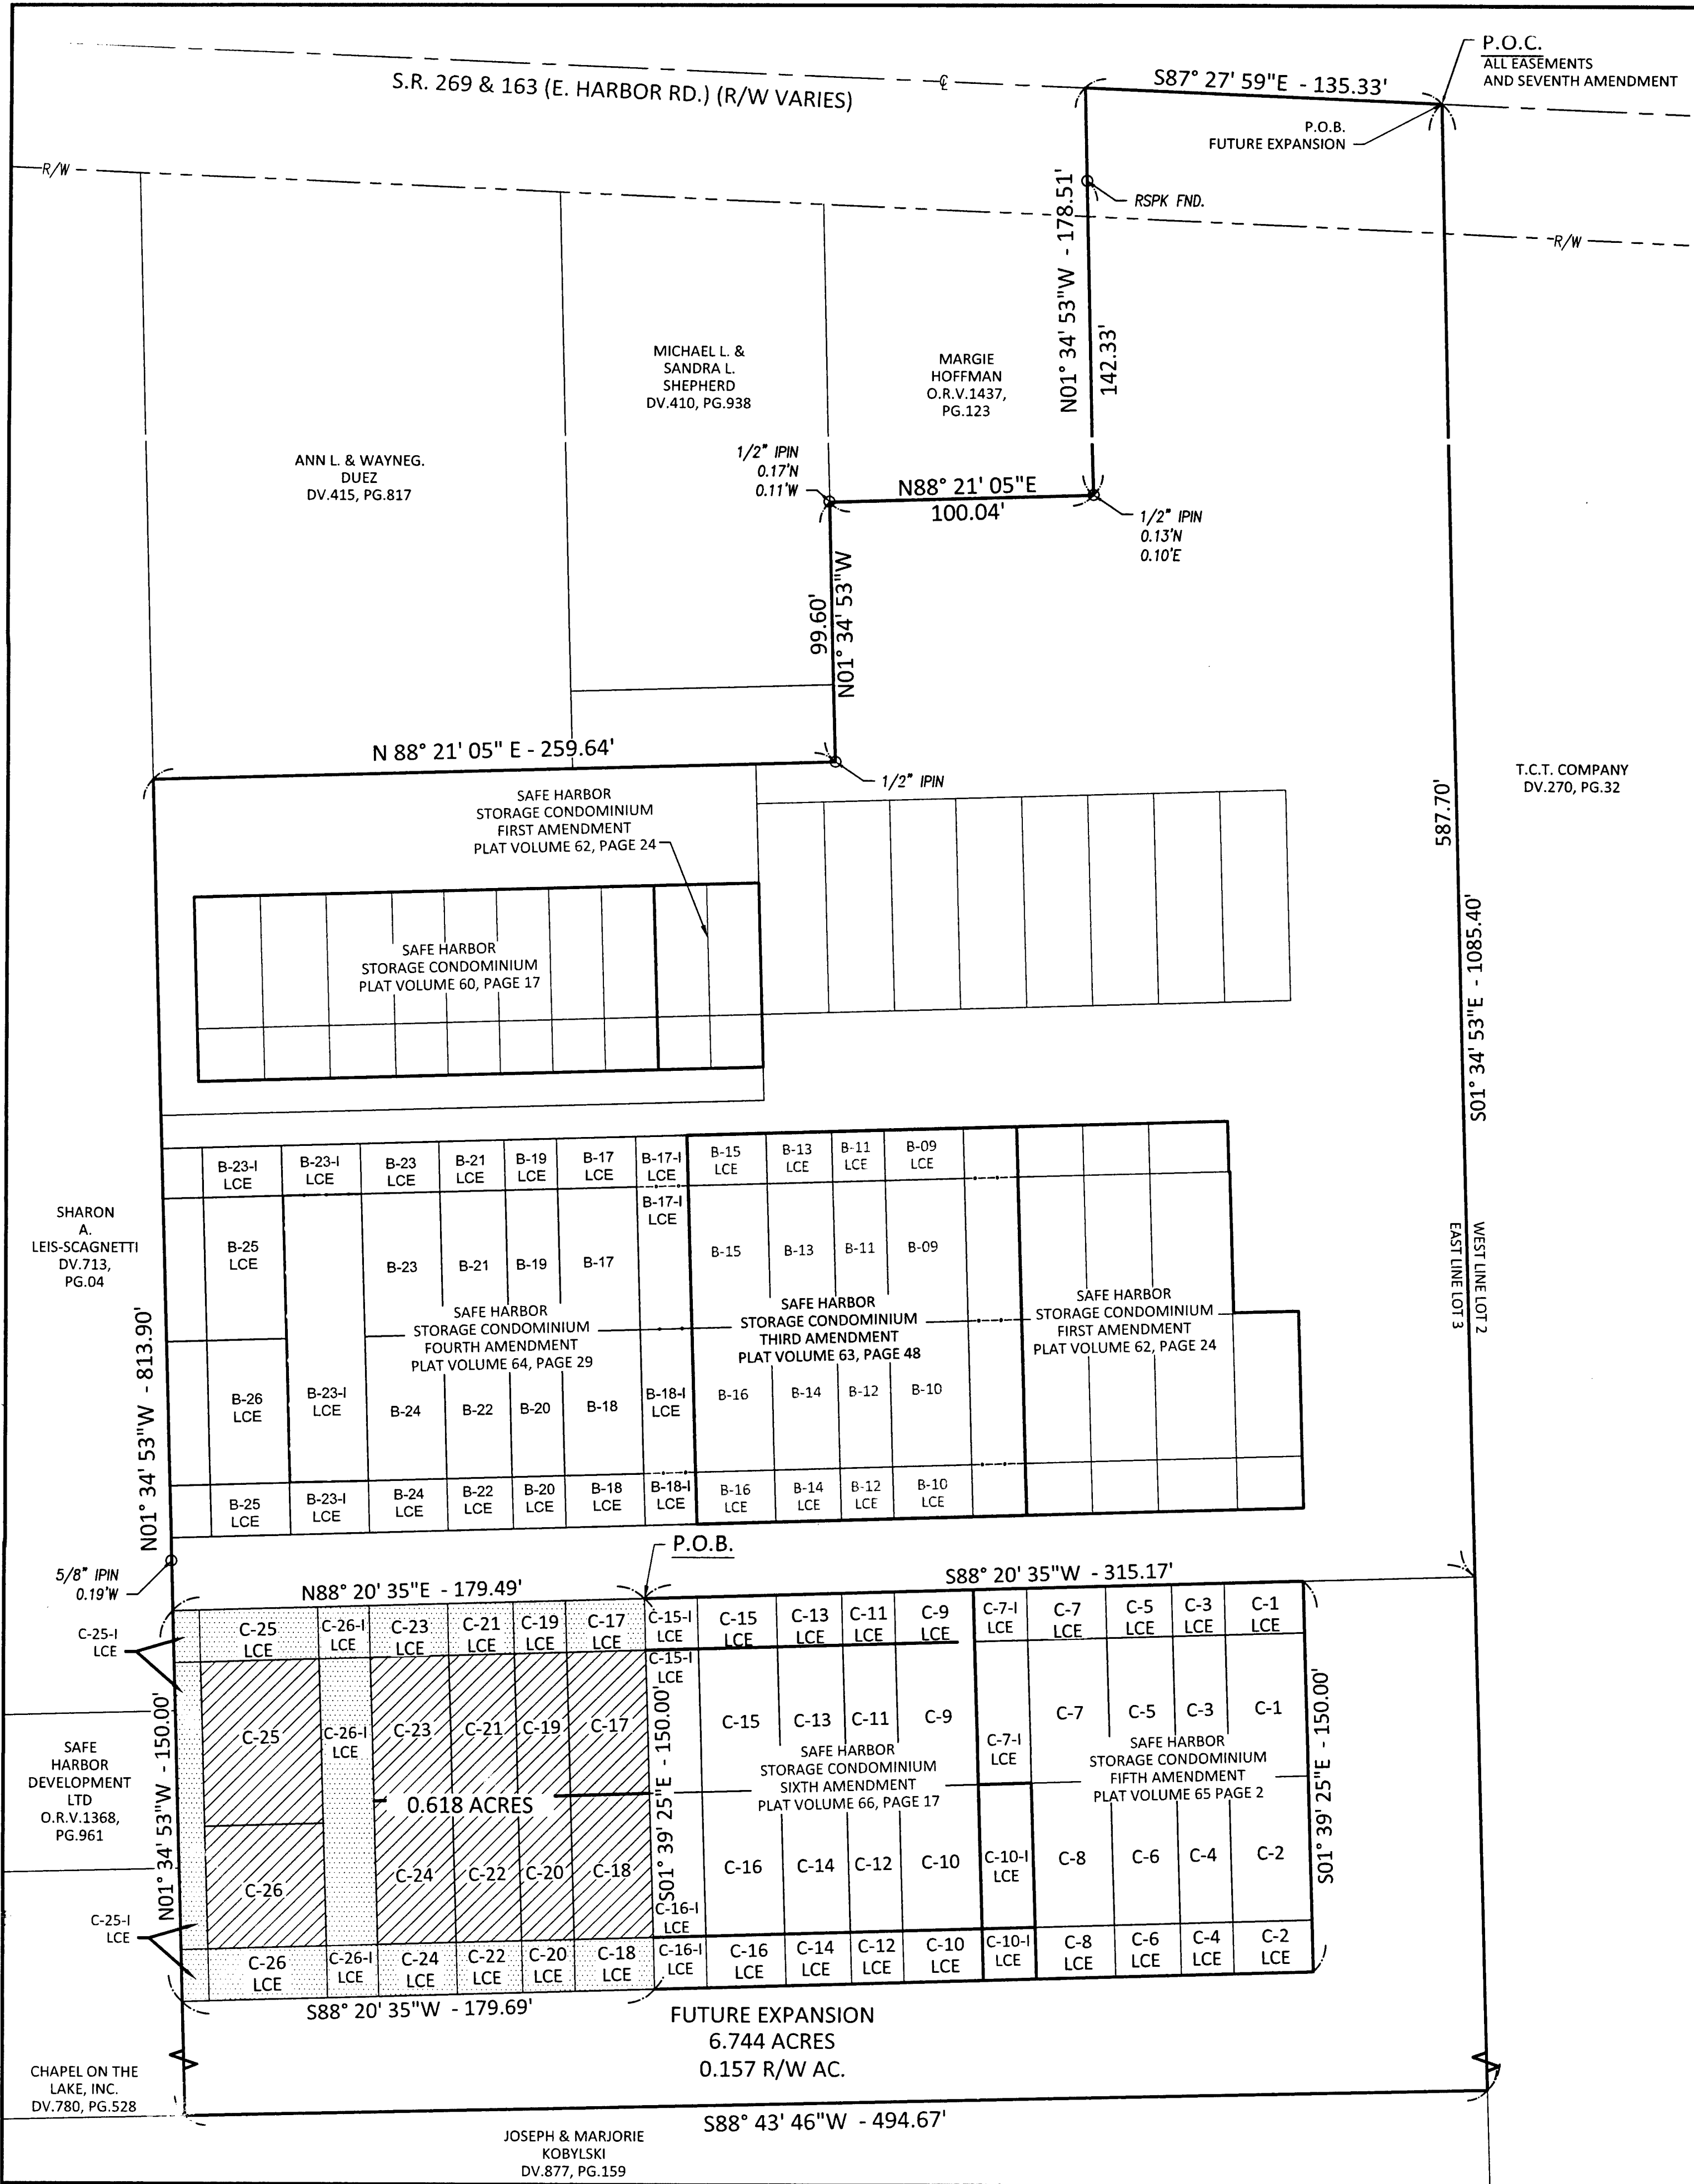 P.O.C.
ALL EASEMENTS
AND SEVENTH AMENDMENT
S87° 27' 59"E - 135.33'
S.R. 269 & 163 (E. HARBOR RD.) (R/W VARIES)
P.O.B.
FUTURE EXPANSION
R/W
RSPK FND.
R/W
N01° 34' 53"W - 178.51'
142.33'
MICHAEL L. &
SANDRA L.
SHEPHERD
DV.410, PG.938
MARGIE
HOFFMAN
O.R.V.1437,
PG.123
ANN L. & WAYNEG.
DUEZ
DV.415, PG.817
1/2" IPIN
0.17'N
0.11'W
N88° 21' 05"E
100.04'
1/2" IPIN
0.13'N
0.10'E
99.60'
N01° 34' 53"W
N 88° 21' 05" E - 259.64'
1/2" IPIN
T.C.T. COMPANY
DV.270, PG.32
587.70'
S01° 34' 53"E - 1085.40'
SAFE HARBOR
STORAGE CONDOMINIUM
FIRST AMENDMENT
PLAT VOLUME 62, PAGE 24
SAFE HARBOR
STORAGE CONDOMINIUM
PLAT VOLUME 60, PAGE 17
B-23-I
LCE
B-23-I
LCE
B-23
LCE
B-21
LCE
B-19
LCE
B-17
LCE
B-17-I
LCE
B-15
LCE
B-13
LCE
B-11
LCE
B-09
LCE
B-17-I
LCE
SHARON
A.
LEIS-SCAGNETTI
DV.713,
PG.04
B-25
LCE
B-23
B-21
B-19
B-17
B-15
B-13
B-11
B-09
EAST LINE LOT 3
WEST LINE LOT 2
SAFE HARBOR
STORAGE CONDOMINIUM
FOURTH AMENDMENT
PLAT VOLUME 64, PAGE 29
SAFE HARBOR
STORAGE CONDOMINIUM
THIRD AMENDMENT
PLAT VOLUME 63, PAGE 48
SAFE HARBOR
STORAGE CONDOMINIUM
FIRST AMENDMENT
PLAT VOLUME 62, PAGE 24
N01° 34' 53"W - 813.90'
B-26
LCE
B-23-I
LCE
B-24
B-22
B-20
B-18
B-18-I
LCE
B-16
B-14
B-12
B-10
B-25
LCE
B-23-I
LCE
B-24
LCE
B-22
LCE
B-20
LCE
B-18
LCE
B-18-I
LCE
B-16
LCE
B-14
LCE
B-12
LCE
B-10
LCE
P.O.B.
5/8" IPIN
0.19'W
N88° 20' 35"E - 179.49'
S88° 20' 35"W - 315.17'
C-25-I
LCE
C-25
LCE
C-26-I
LCE
C-23
LCE
C-21
LCE
C-19
LCE
C-17
LCE
C-15-I
LCE
C-15
LCE
C-13
LCE
C-11
LCE
C-9
LCE
C-7-I
LCE
C-7
LCE
C-5
LCE
C-3
LCE
C-1
LCE
C-15-I
LCE
C-25
C-26-I
LCE
C-23
C-21
C-19
C-17
C-15
C-13
C-11
C-9
C-7-I
LCE
C-7
C-5
C-3
C-1
N01° 34' 53"W - 150.00'
S01° 39' 25"E - 150.00'
S01° 39' 25"E - 150.00'
SAFE
HARBOR
DEVELOPMENT
LTD
O.R.V.1368,
PG.961
0.618 ACRES
SAFE HARBOR
STORAGE CONDOMINIUM
SIXTH AMENDMENT
PLAT VOLUME 66, PAGE 17
SAFE HARBOR
STORAGE CONDOMINIUM
FIFTH AMENDMENT
PLAT VOLUME 65 PAGE 2
C-26
C-24
C-22
C-20
C-18
C-16
C-14
C-12
C-10
C-10-I
LCE
C-8
C-6
C-4
C-2
C-16-I
LCE
C-25-I
LCE
C-26
LCE
C-26-I
LCE
C-24
LCE
C-22
LCE
C-20
LCE
C-18
LCE
C-16-I
LCE
C-16
LCE
C-14
LCE
C-12
LCE
C-10
LCE
C-10-I
LCE
C-8
LCE
C-6
LCE
C-4
LCE
C-2
LCE
S88° 20' 35"W - 179.69'
FUTURE EXPANSION
6.744 ACRES
0.157 R/W AC.
CHAPEL ON THE
LAKE, INC.
DV.780, PG.528
S88° 43' 46"W - 494.67'
JOSEPH & MARJORIE
KOBYLSKI
DV.877, PG.159